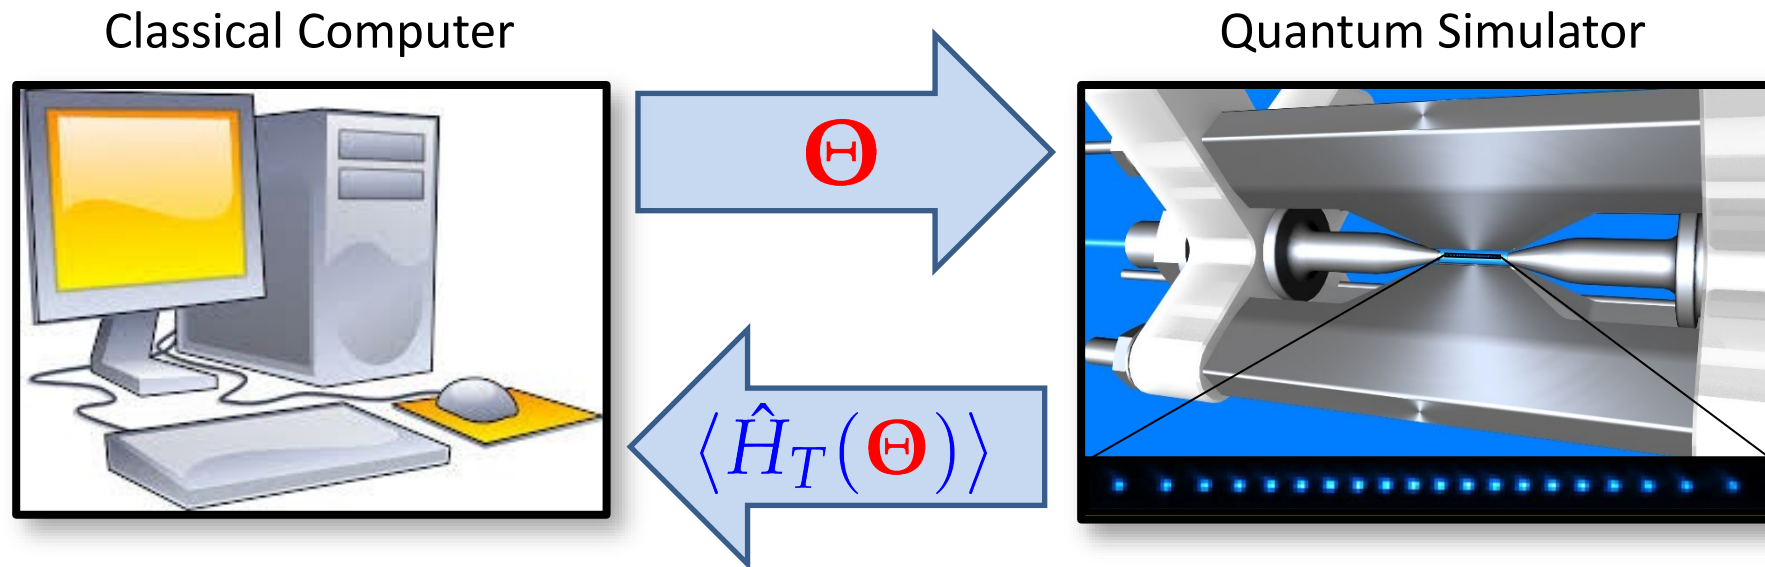 Classical Computer
Quantum Simulator
Θ
⟨Ĥ_T(Θ)⟩